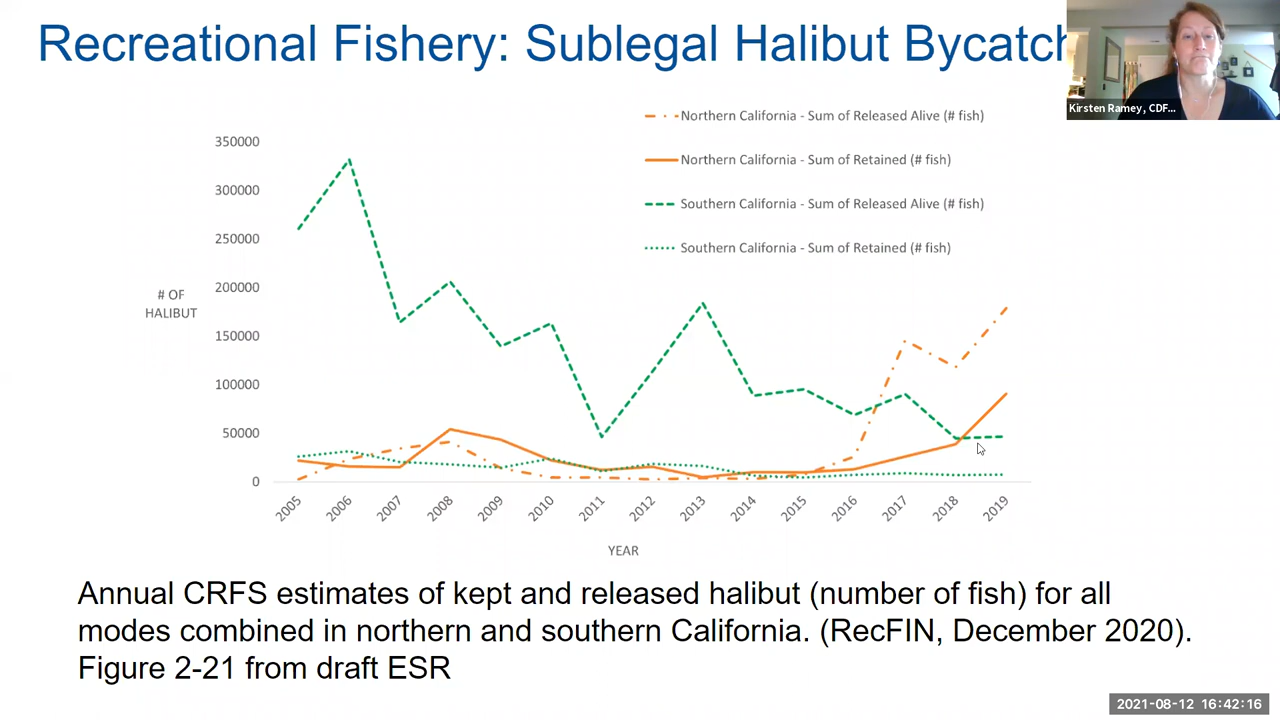 Recreational Fishery: Sublegal Halibut Bycatch
Kirsten Ramey, CDF...
Northern California - Sum of Released Alive (# fish)
Northern California - Sum of Retained (# fish)
Southern California - Sum of Released Alive (# fish)
Southern California - Sum of Retained (# fish)
350000
300000
250000
200000
150000
100000
50000
0
# OF
HALIBUT
2005 2006 2007 2008 2009 2010 2011 2012 2013 2014 2015 2016 2017 2018 2019
YEAR
Annual CRFS estimates of kept and released halibut (number of fish) for all
modes combined in northern and southern California. (RecFIN, December 2020).
Figure 2-21 from draft ESR
2021-08-12 16:42:16